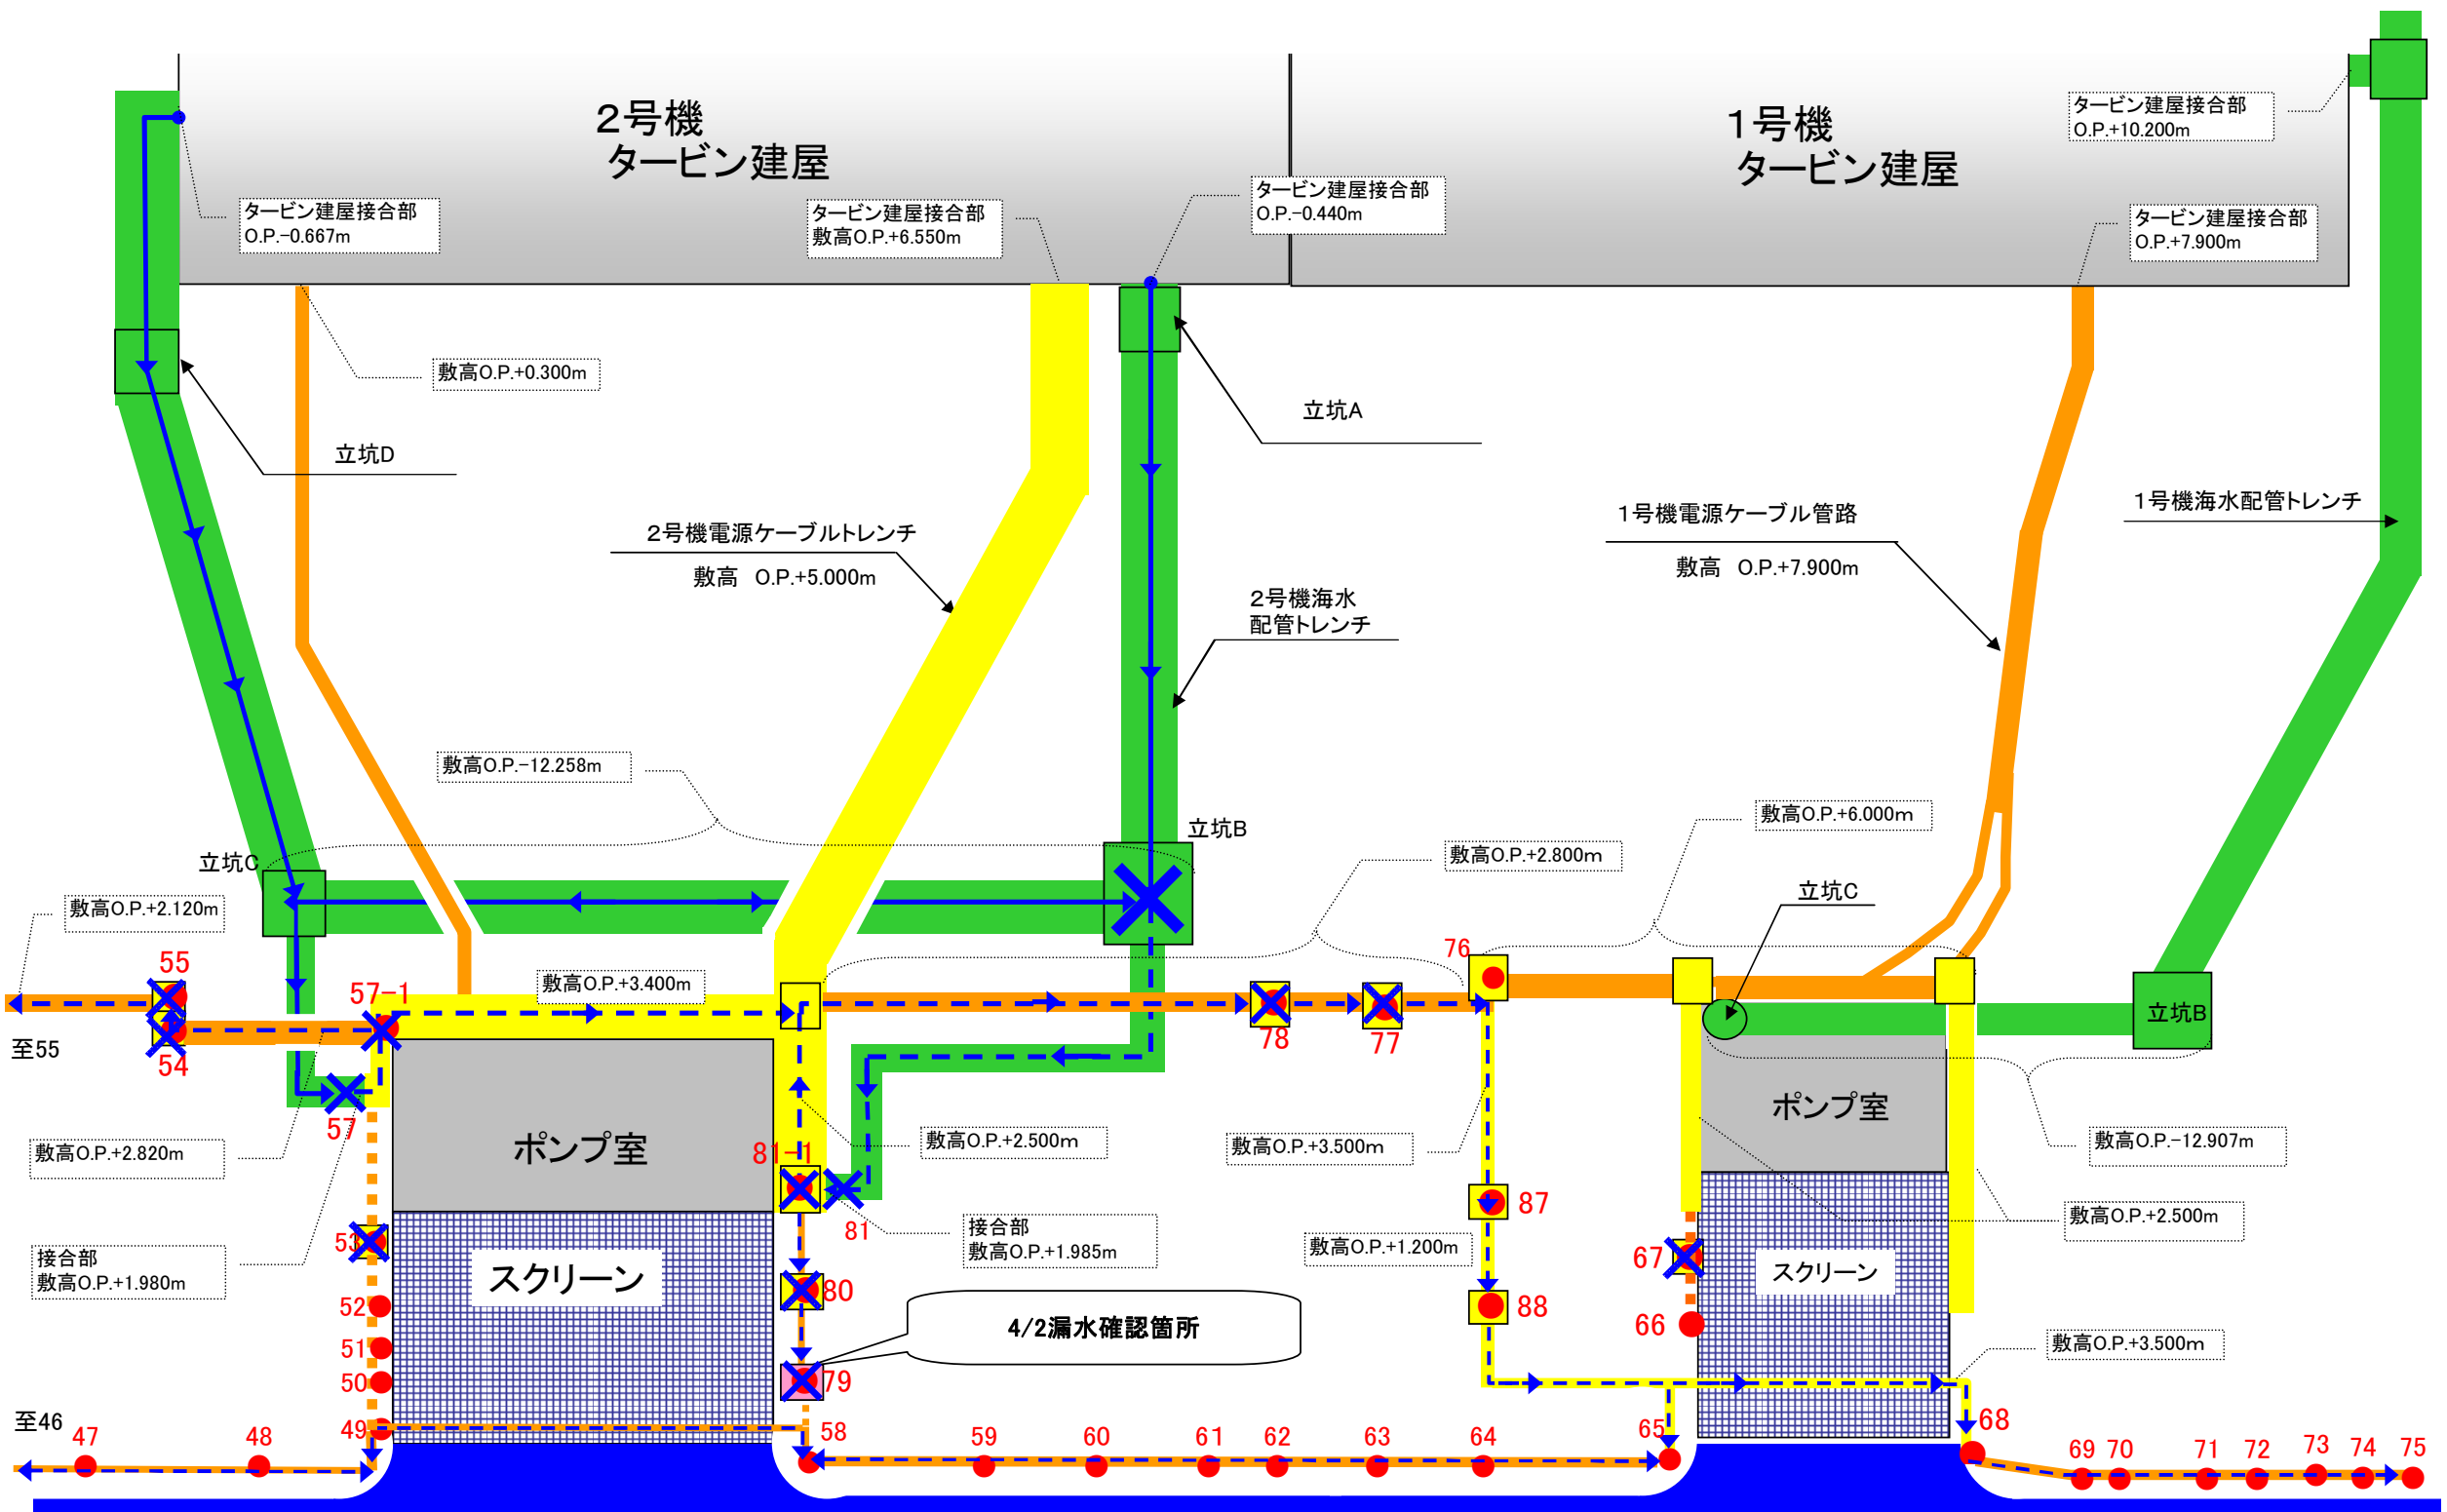 2号機
タービン建屋
1号機
タービン建屋
タービン建屋接合部
O.P.+10.200m
タービン建屋接合部
O.P.-0.667m
タービン建屋接合部
敷高O.P.+6.550m
タービン建屋接合部
O.P.-0.440m
タービン建屋接合部
O.P.+7.900m
敷高O.P.+0.300m
立坑A
立坑D
2号機電源ケーブルトレンチ
敷高 O.P.+5.000m
1号機電源ケーブル管路
敷高 O.P.+7.900m
1号機海水配管トレンチ
2号機海水
配管トレンチ
敷高O.P.-12.258m
敷高O.P.+6.000m
立坑B
敷高O.P.+2.800m
立坑C
立坑C
敷高O.P.+2.120m
55
76
57-1
敷高O.P.+3.400m
立坑B
至55
54
78
77
57
ポンプ室
ポンプ室
敷高O.P.+2.820m
81-1
敷高O.P.+2.500m
敷高O.P.+3.500m
敷高O.P.-12.907m
87
敷高O.P.+2.500m
81
接合部
敷高O.P.+1.985m
53
接合部
敷高O.P.+1.980m
敷高O.P.+1.200m
67
スクリーン
スクリーン
80
52
88
66
4/2漏水確認箇所
敷高O.P.+3.500m
51
50
79
至46
47
48
49
58
59
60
61
62
63
64
65
68
69
70
71
72
73
74
75